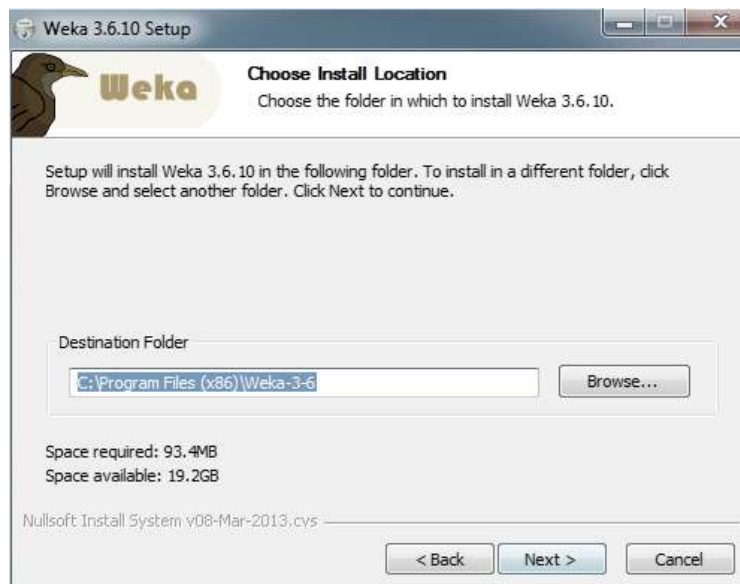 Weka 3.6.10 Setup
Weka
Choose Install Location
Choose the folder in which to install Weka 3.6.10.
Setup will install Weka 3.6.10 in the following folder. To install in a different folder, click
Browse and select another folder. Click Next to continue.
Destination Folder
C:\Program Files (x86)\Weka-3-6
Browse...
Space required: 93.4MB
Space available: 19.2GB
Nullsoft Install System v08-Mar-2013.cvs
< Back
Next >
Cancel